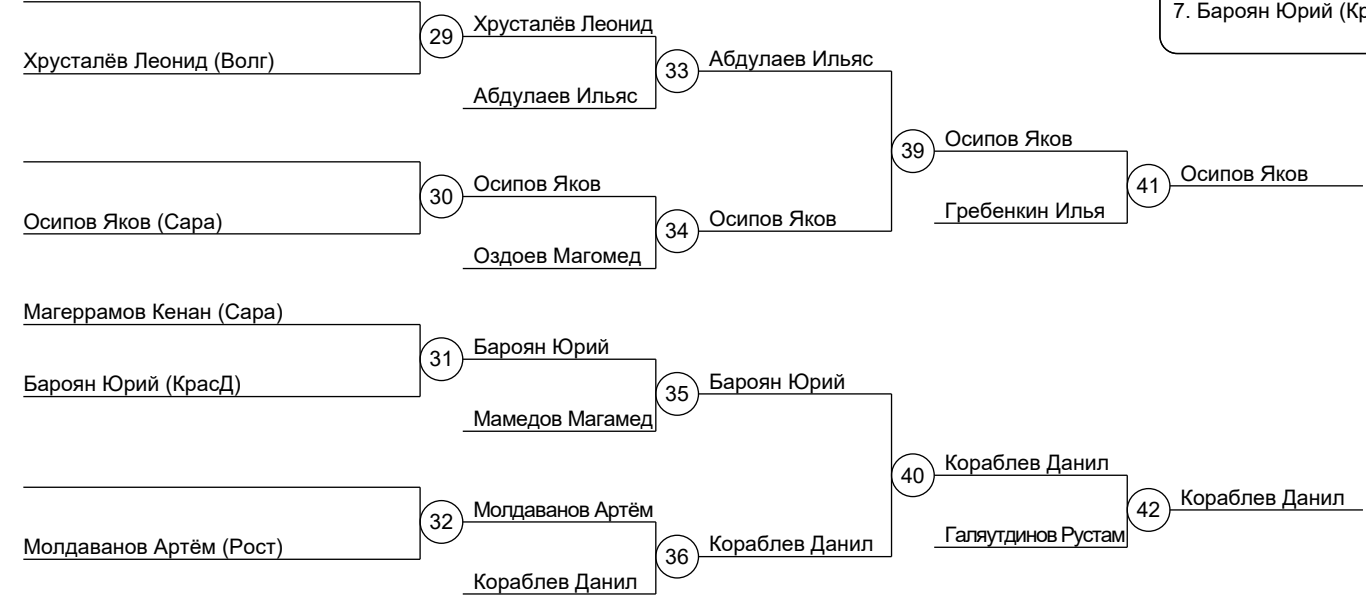 7. Бароян Юрий (Кр
Хрусталёв Леонид (Волг)
29
Хрусталёв Леонид
Абдулаев Ильяс
33
Абдулаев Ильяс
Осипов Яков (Сара)
30
Осипов Яков
Оздоев Магомед
34
Осипов Яков
39
Осипов Яков
Гребенкин Илья
41
Осипов Яков
Магеррамов Кенан (Сара)
Бароян Юрий (КрасД)
31
Бароян Юрий
Мамедов Магамед
35
Бароян Юрий
Молдаванов Артём (Рост)
32
Молдаванов Артём
Кораблев Данил
36
Кораблев Данил
40
Кораблев Данил
Галяутдинов Рустам
42
Кораблев Данил